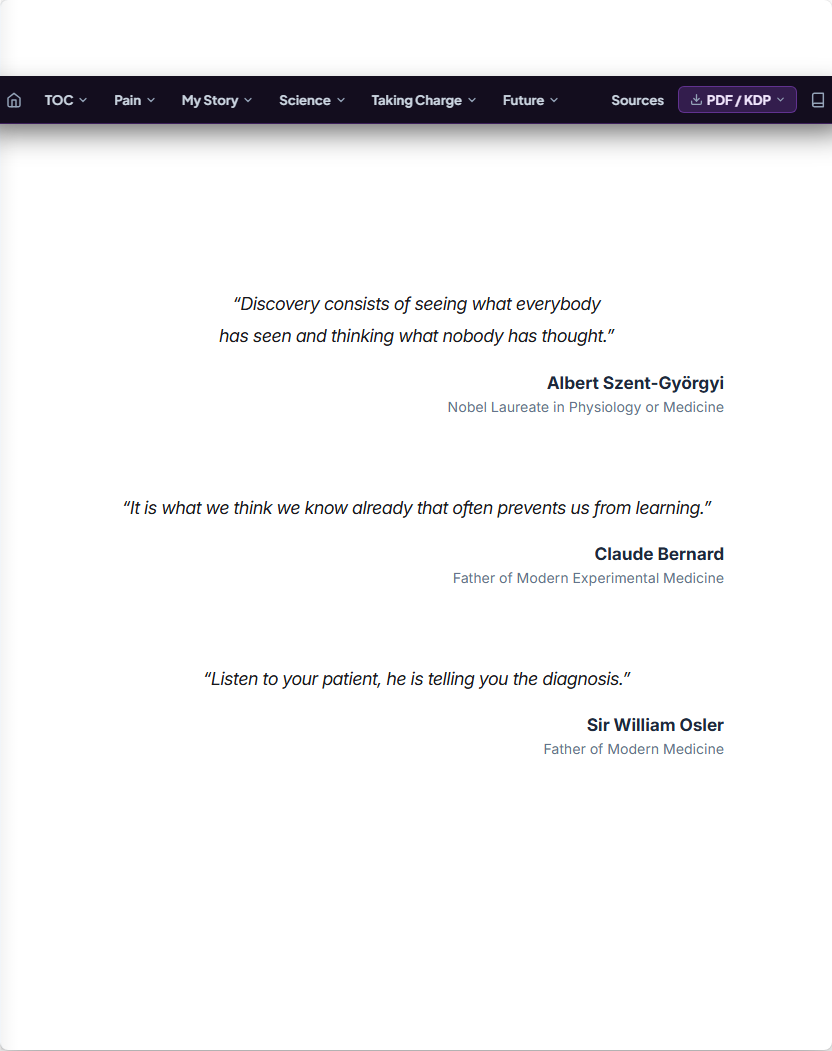 TOC Pain My Story Science Taking Charge Future Sources PDF / KDP
“Discovery consists of seeing what everybody
has seen and thinking what nobody has thought.”
Albert Szent-Györgyi
Nobel Laureate in Physiology or Medicine
“It is what we think we know already that often prevents us from learning.”
Claude Bernard
Father of Modern Experimental Medicine
“Listen to your patient, he is telling you the diagnosis.”
Sir William Osler
Father of Modern Medicine